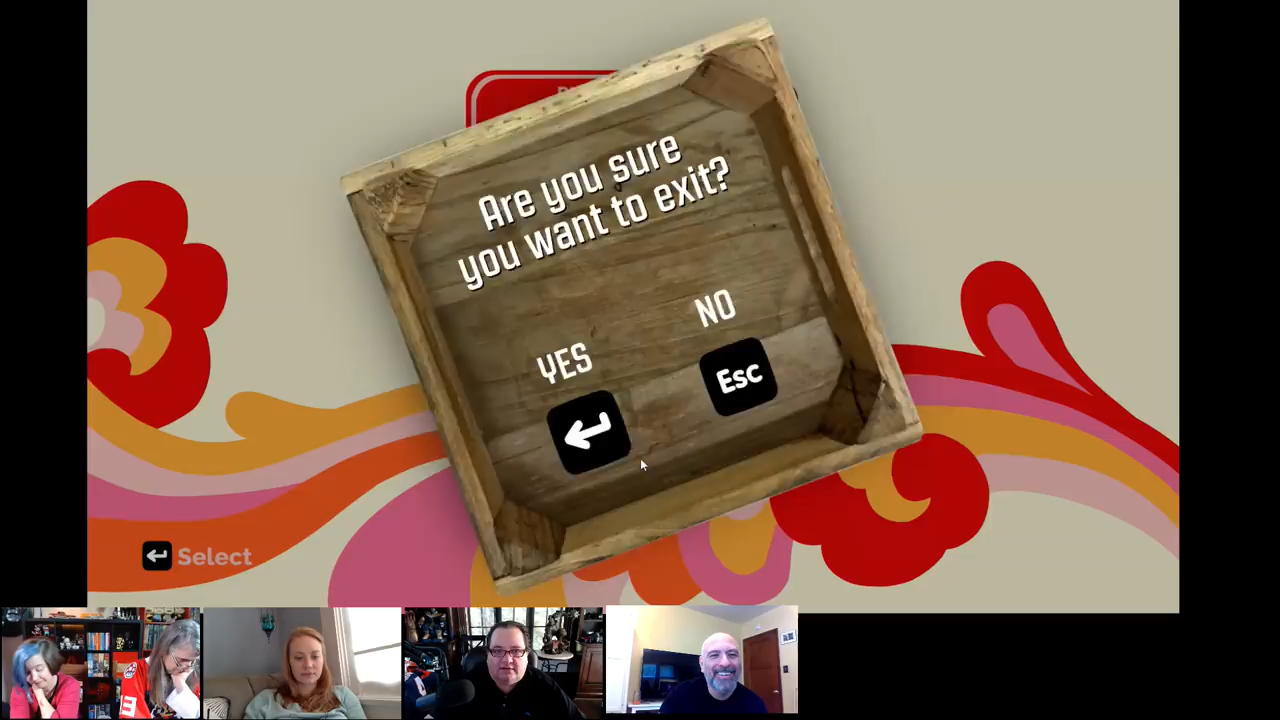 Are you sure
you want to exit?
YES
NO
Esc
Select